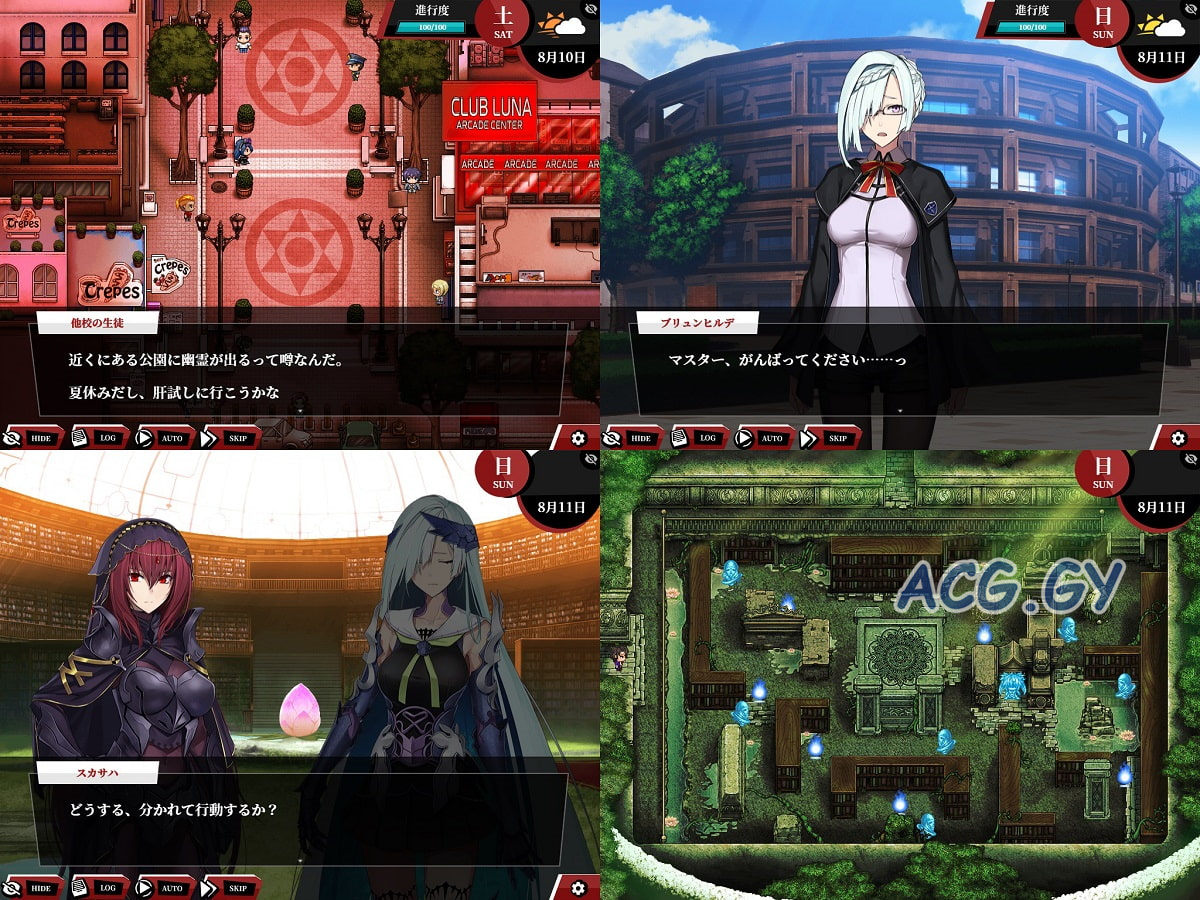 進行度
100/100
土
SAT
8月10日
CLUB LUNA
ARCADE CENTER
ARCADE ARCADE ARCADE AR
Crepes
Crepes
Crepes
他校の生徒
近くにある公園に幽霊が出るって噂なんだ。
夏休みだし、肝試しに行こうかな
HIDE LOG AUTO SKIP
進行度
100/100
日
SUN
8月11日
ブリュンヒルデ
マスター、がんばってください……っ
HIDE LOG AUTO SKIP
日
SUN
8月11日
スカサハ
どうする、分かれて行動するか？
HIDE LOG AUTO SKIP
日
SUN
8月11日
ACG.GY